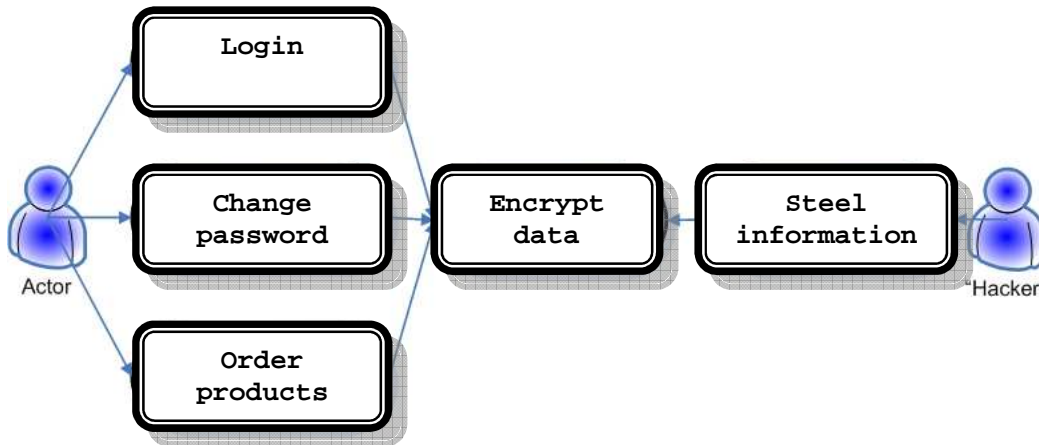 Login
Change
password
Encrypt
data
Steel
information
Actor
“Hacker
Order
products